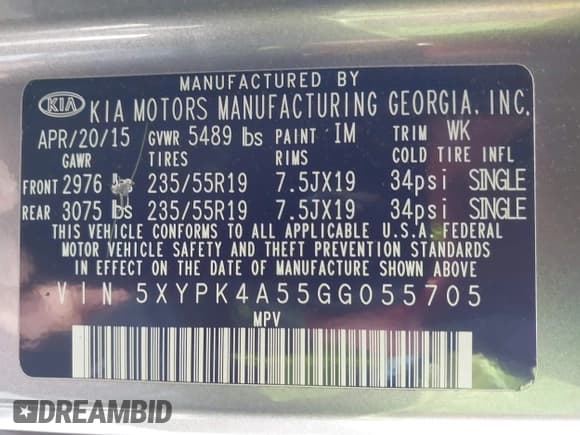 MANUFACTURED BY
KIA KIA MOTORS MANUFACTURING GEORGIA, INC.
APR/20/15 GVWR 5489 lbs PAINT IM TRIM WK
GAWR TIRES RIMS COLD TIRE INFL
FRONT 2976 235/55R19 7.5JX19 34psi SINGLE
REAR 3075 lbs 235/55R19 7.5JX19 34psi SINGLE
THIS VEHICLE CONFORMS TO ALL APPLICABLE U.S.A. FEDERAL
MOTOR VEHICLE SAFETY AND THEFT PREVENTION STANDARDS
IN EFFECT ON THE DATE OF MANUFACTURE SHOWN ABOVE
VIN 5XYPK4A55GG055705
MPV
DREAMBID